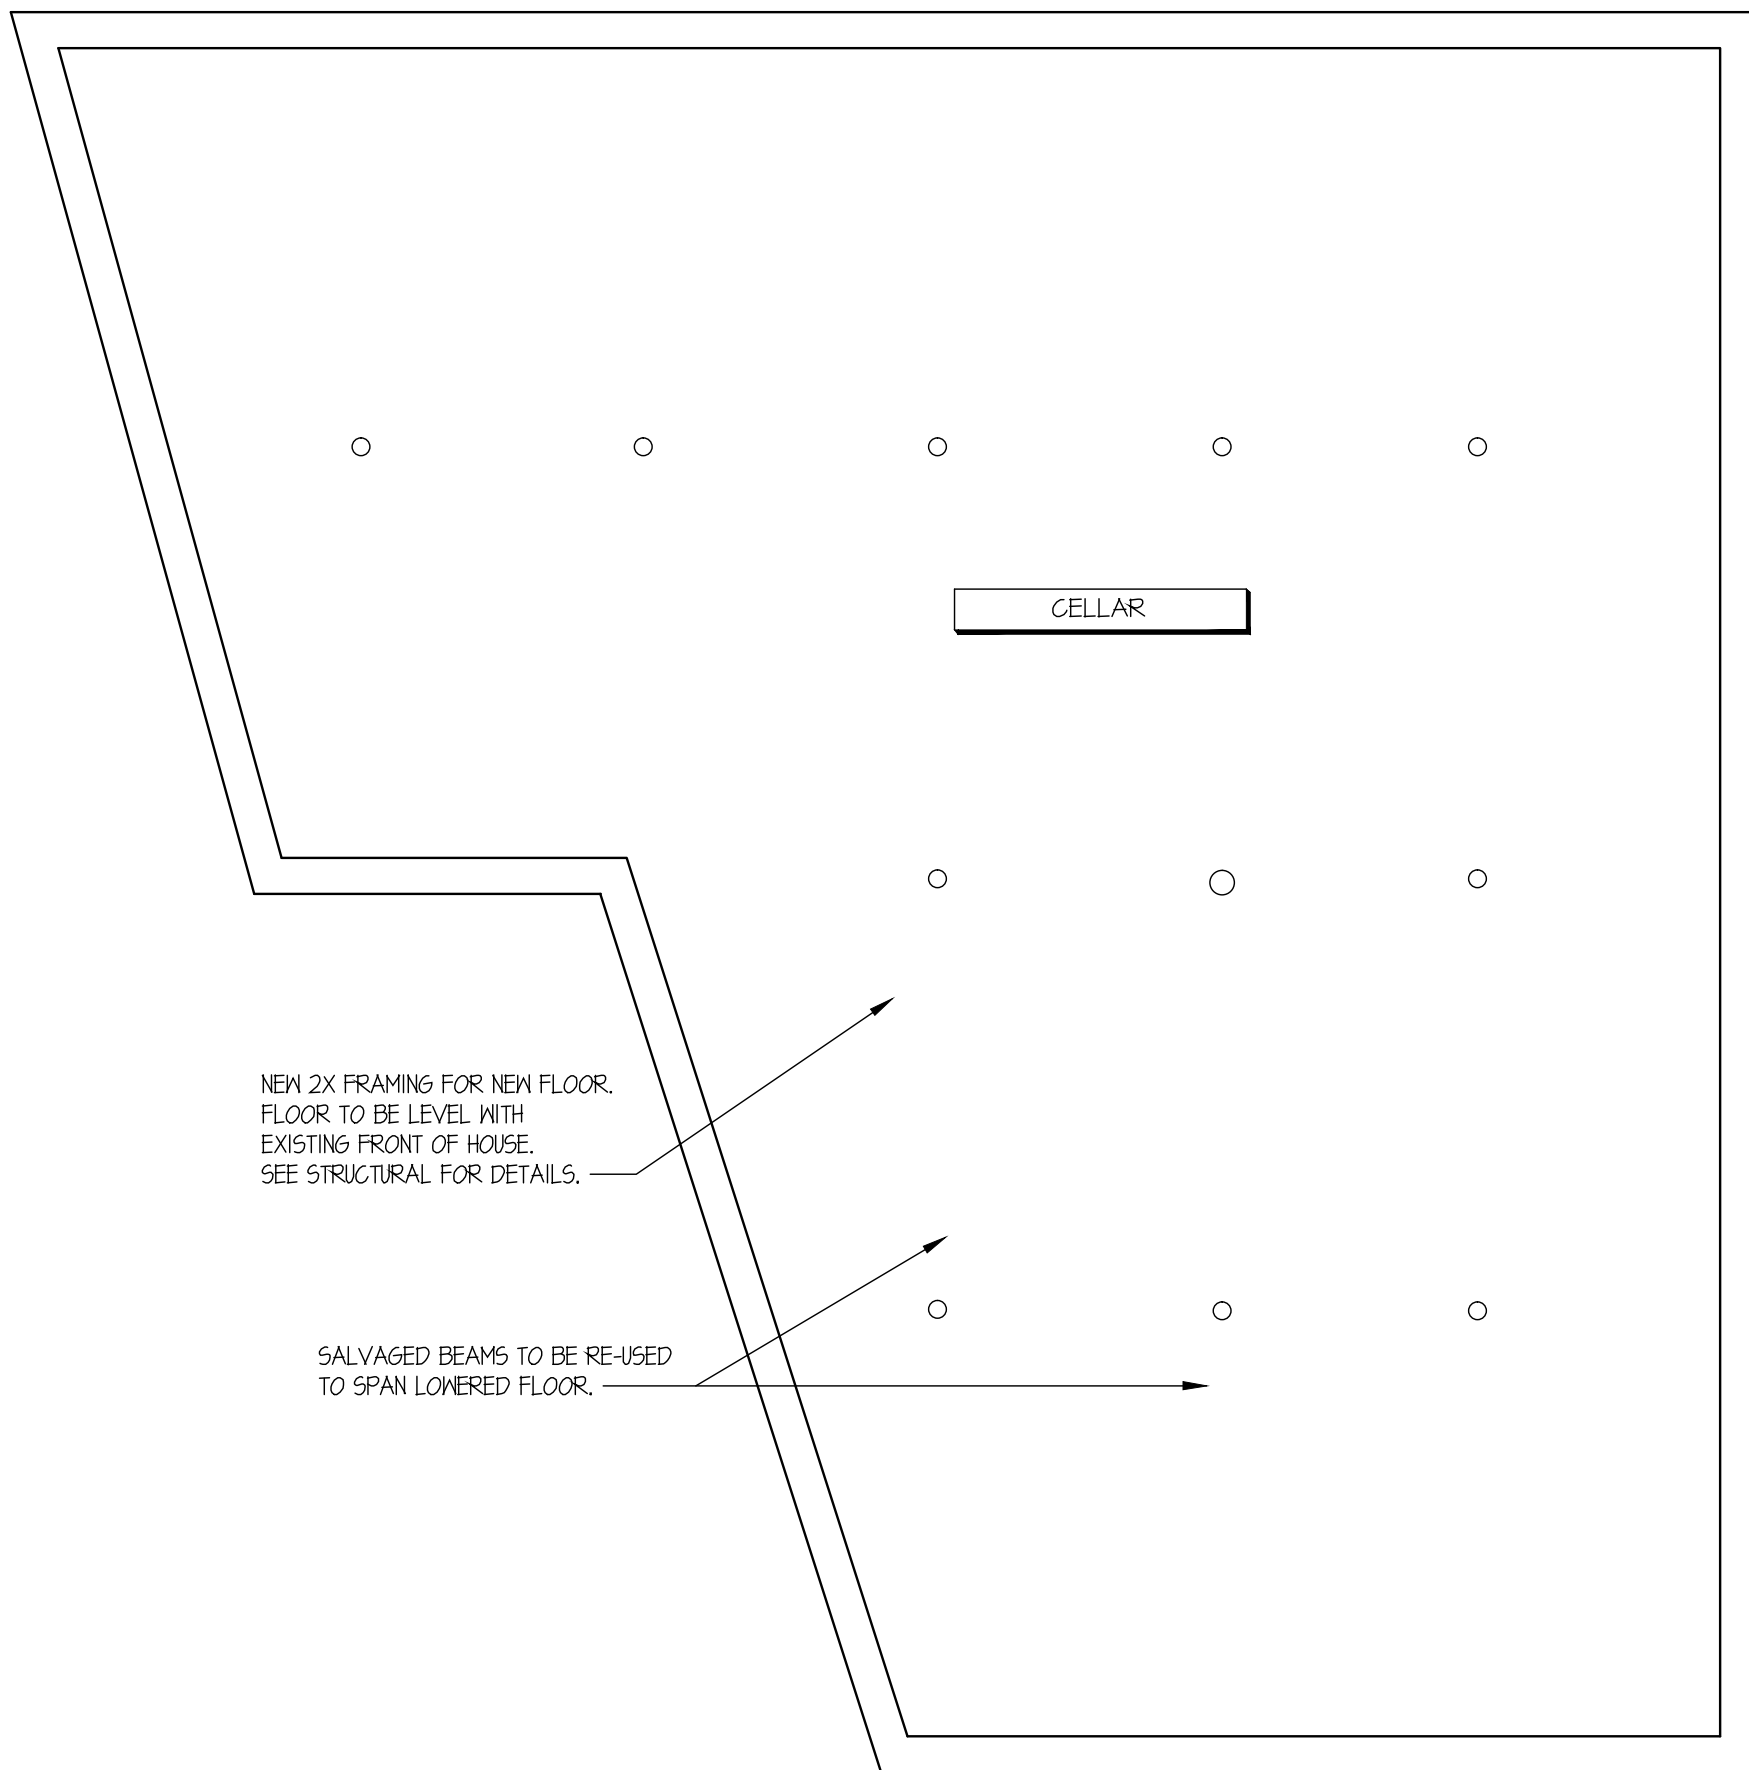 CELLAR
NEW 2X FRAMING FOR NEW FLOOR.
FLOOR TO BE LEVEL WITH
EXISTING FRONT OF HOUSE.
SEE STRUCTURAL FOR DETAILS.
SALVAGED BEAMS TO BE RE-USED
TO SPAN LOWERED FLOOR.